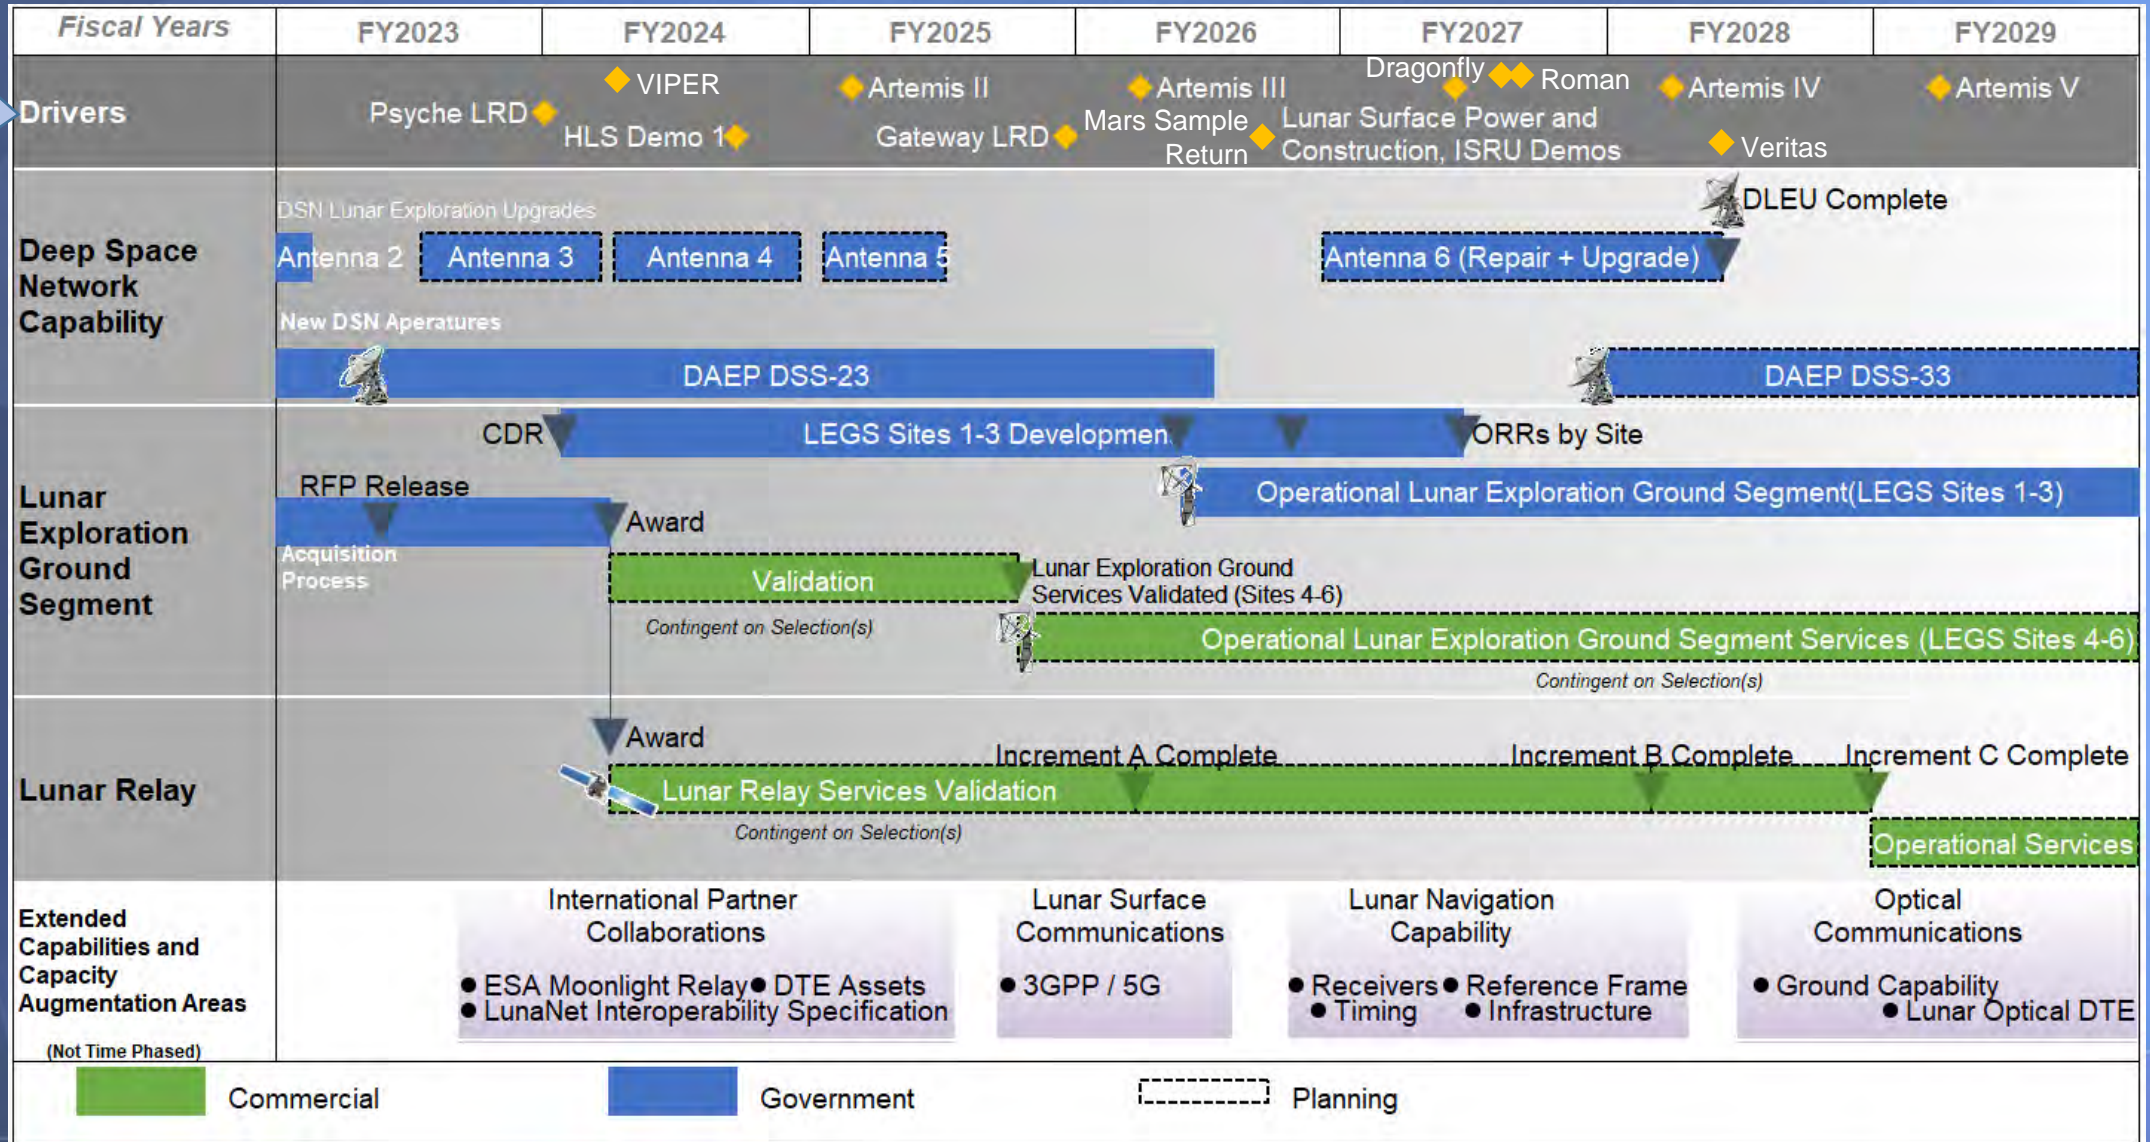 Fiscal Years
FY2023
FY2024
FY2025
FY2026
FY2027
FY2028
FY2029
Drivers
Psyche LRD
VIPER
HLS Demo 1
Artemis II
Gateway LRD
Artemis III
Mars Sample
Return
Dragonfly
Roman
Lunar Surface Power and
Construction, ISRU Demos
Artemis IV
Veritas
Artemis V
Deep Space
Network
Capability
DSN Lunar Exploration Upgrades
Antenna 2
Antenna 3
Antenna 4
Antenna 5
Antenna 6 (Repair + Upgrade)
DLEU Complete
New DSN Aperatures
DAEP DSS-23
DAEP DSS-33
Lunar
Exploration
Ground
Segment
CDR
LEGS Sites 1-3 Developmen
ORRs by Site
Operational Lunar Exploration Ground Segment(LEGS Sites 1-3)
RFP Release
Award
Acquisition
Process
Validation
Contingent on Selection(s)
Lunar Exploration Ground
Services Validated (Sites 4-6)
Operational Lunar Exploration Ground Segment Services (LEGS Sites 4-6)
Contingent on Selection(s)
Lunar Relay
Award
Increment A Complete
Increment B Complete
Increment C Complete
Lunar Relay Services Validation
Contingent on Selection(s)
Operational Services
Extended
Capabilities and
Capacity
Augmentation Areas
(Not Time Phased)
International Partner
Collaborations
● ESA Moonlight Relay ● DTE Assets
● LunaNet Interoperability Specification
Lunar Surface
Communications
● 3GPP / 5G
Lunar Navigation
Capability
● Receivers ● Reference Frame
● Timing ● Infrastructure
Optical
Communications
● Ground Capability
● Lunar Optical DTE
Commercial
Government
Planning